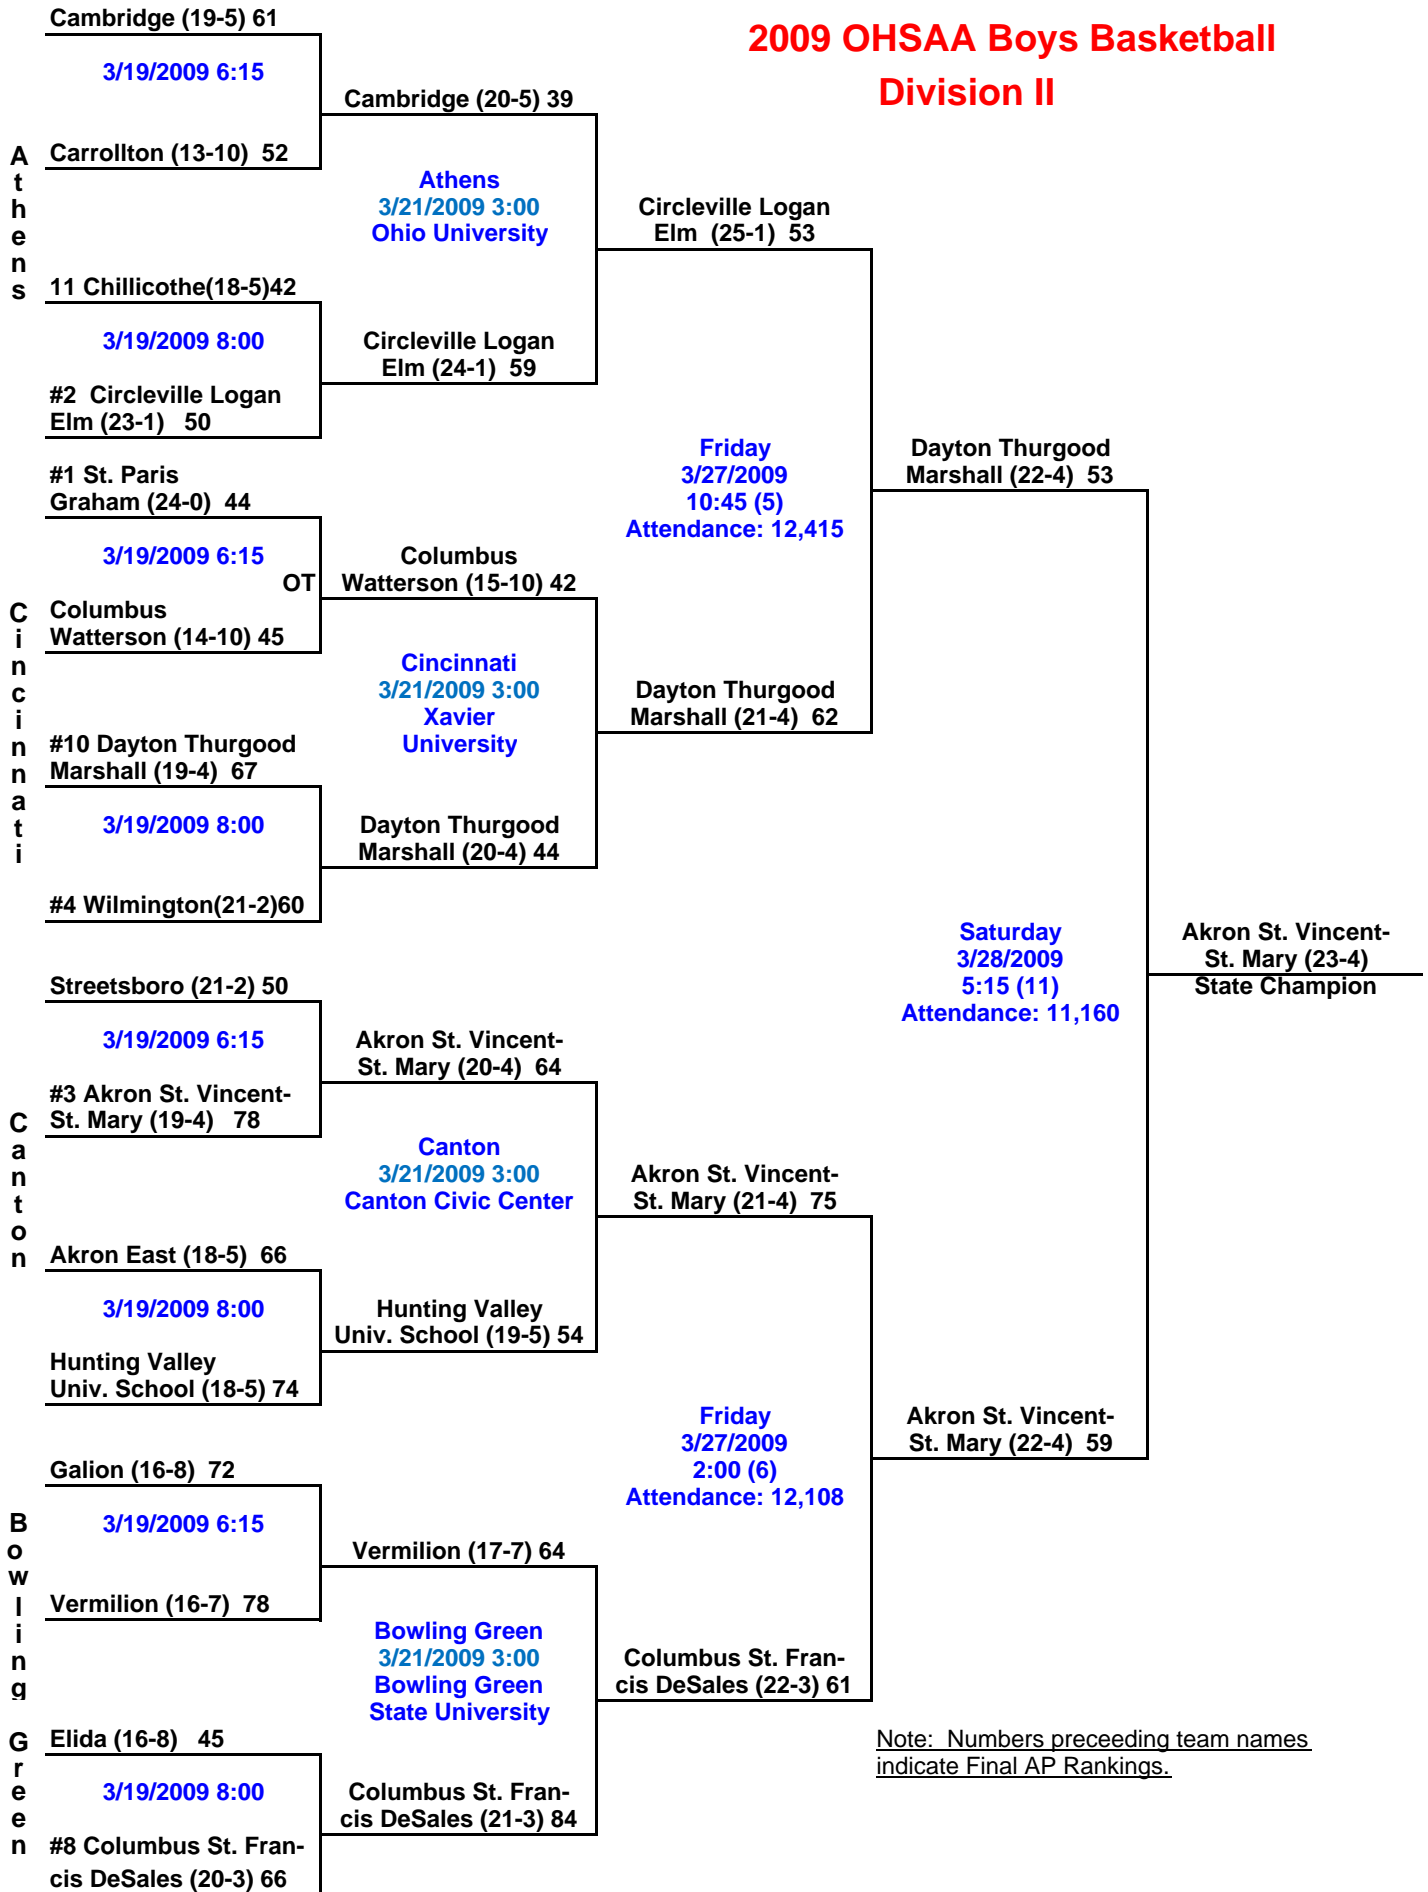 2009 OHSAA Boys Basketball
Division II
Athens
Cambridge (19-5) 61
3/19/2009 6:15
Carrollton (13-10)  52
11 Chillicothe(18-5)42
3/19/2009 8:00
#2  Circleville Logan
Elm (23-1)   50
Cambridge (20-5) 39
Athens
3/21/2009 3:00
Ohio University
Circleville Logan
Elm (24-1)  59
Cincinnati
#1 St. Paris
Graham (24-0)  44
3/19/2009 6:15
OT
Columbus
Watterson (14-10) 45
#10 Dayton Thurgood
Marshall (19-4)  67
3/19/2009 8:00
#4 Wilmington(21-2)60
Columbus
Watterson (15-10) 42
Cincinnati
3/21/2009 3:00
Xavier
University
Dayton Thurgood
Marshall (20-4) 44
Circleville Logan
Elm  (25-1)  53
Friday
3/27/2009
10:45 (5)
Attendance: 12,415
Dayton Thurgood
Marshall (21-4)  62
Canton
Streetsboro (21-2) 50
3/19/2009 6:15
#3 Akron St. Vincent-
St. Mary (19-4)   78
Akron East (18-5)  66
3/19/2009 8:00
Hunting Valley
Univ. School (18-5) 74
Akron St. Vincent-
St. Mary (20-4)  64
Canton
3/21/2009 3:00
Canton Civic Center
Hunting Valley
Univ. School (19-5) 54
Bowling Green
Galion (16-8)  72
3/19/2009 6:15
Vermilion (16-7)  78
Elida (16-8)   45
3/19/2009 8:00
#8 Columbus St. Fran-
cis DeSales (20-3) 66
Vermilion (17-7) 64
Bowling Green
3/21/2009 3:00
Bowling Green
State University
Columbus St. Fran-
cis DeSales (21-3) 84
Akron St. Vincent-
St. Mary (21-4)  75
Friday
3/27/2009
2:00 (6)
Attendance: 12,108
Columbus St. Fran-
cis DeSales (22-3) 61
Dayton Thurgood
Marshall (22-4)  53
Saturday
3/28/2009
5:15 (11)
Attendance: 11,160
Akron St. Vincent-
St. Mary (22-4)  59
Akron St. Vincent-
St. Mary (23-4)
State Champion
Note:  Numbers preceeding team names
indicate Final AP Rankings.